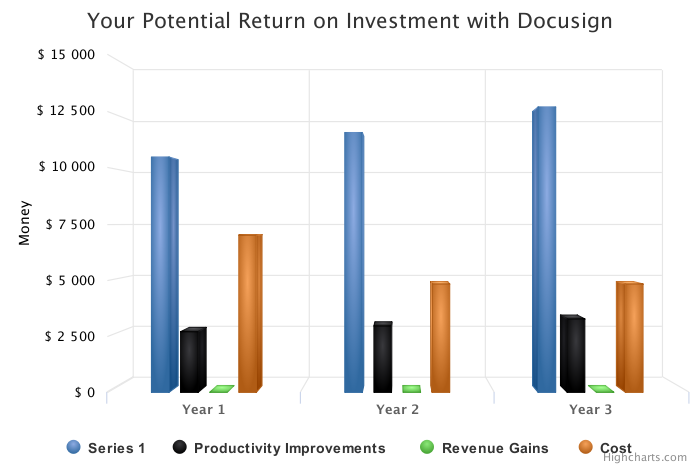 Your Potential Return on Investment with Docusign
$ 15 000
$ 12 500
$ 10 000
$ 7 500
$ 5 000
$ 2 500
$ 0
Money
Year 1
Year 2
Year 3
Series 1
Productivity Improvements
Revenue Gains
Cost
Highcharts.com